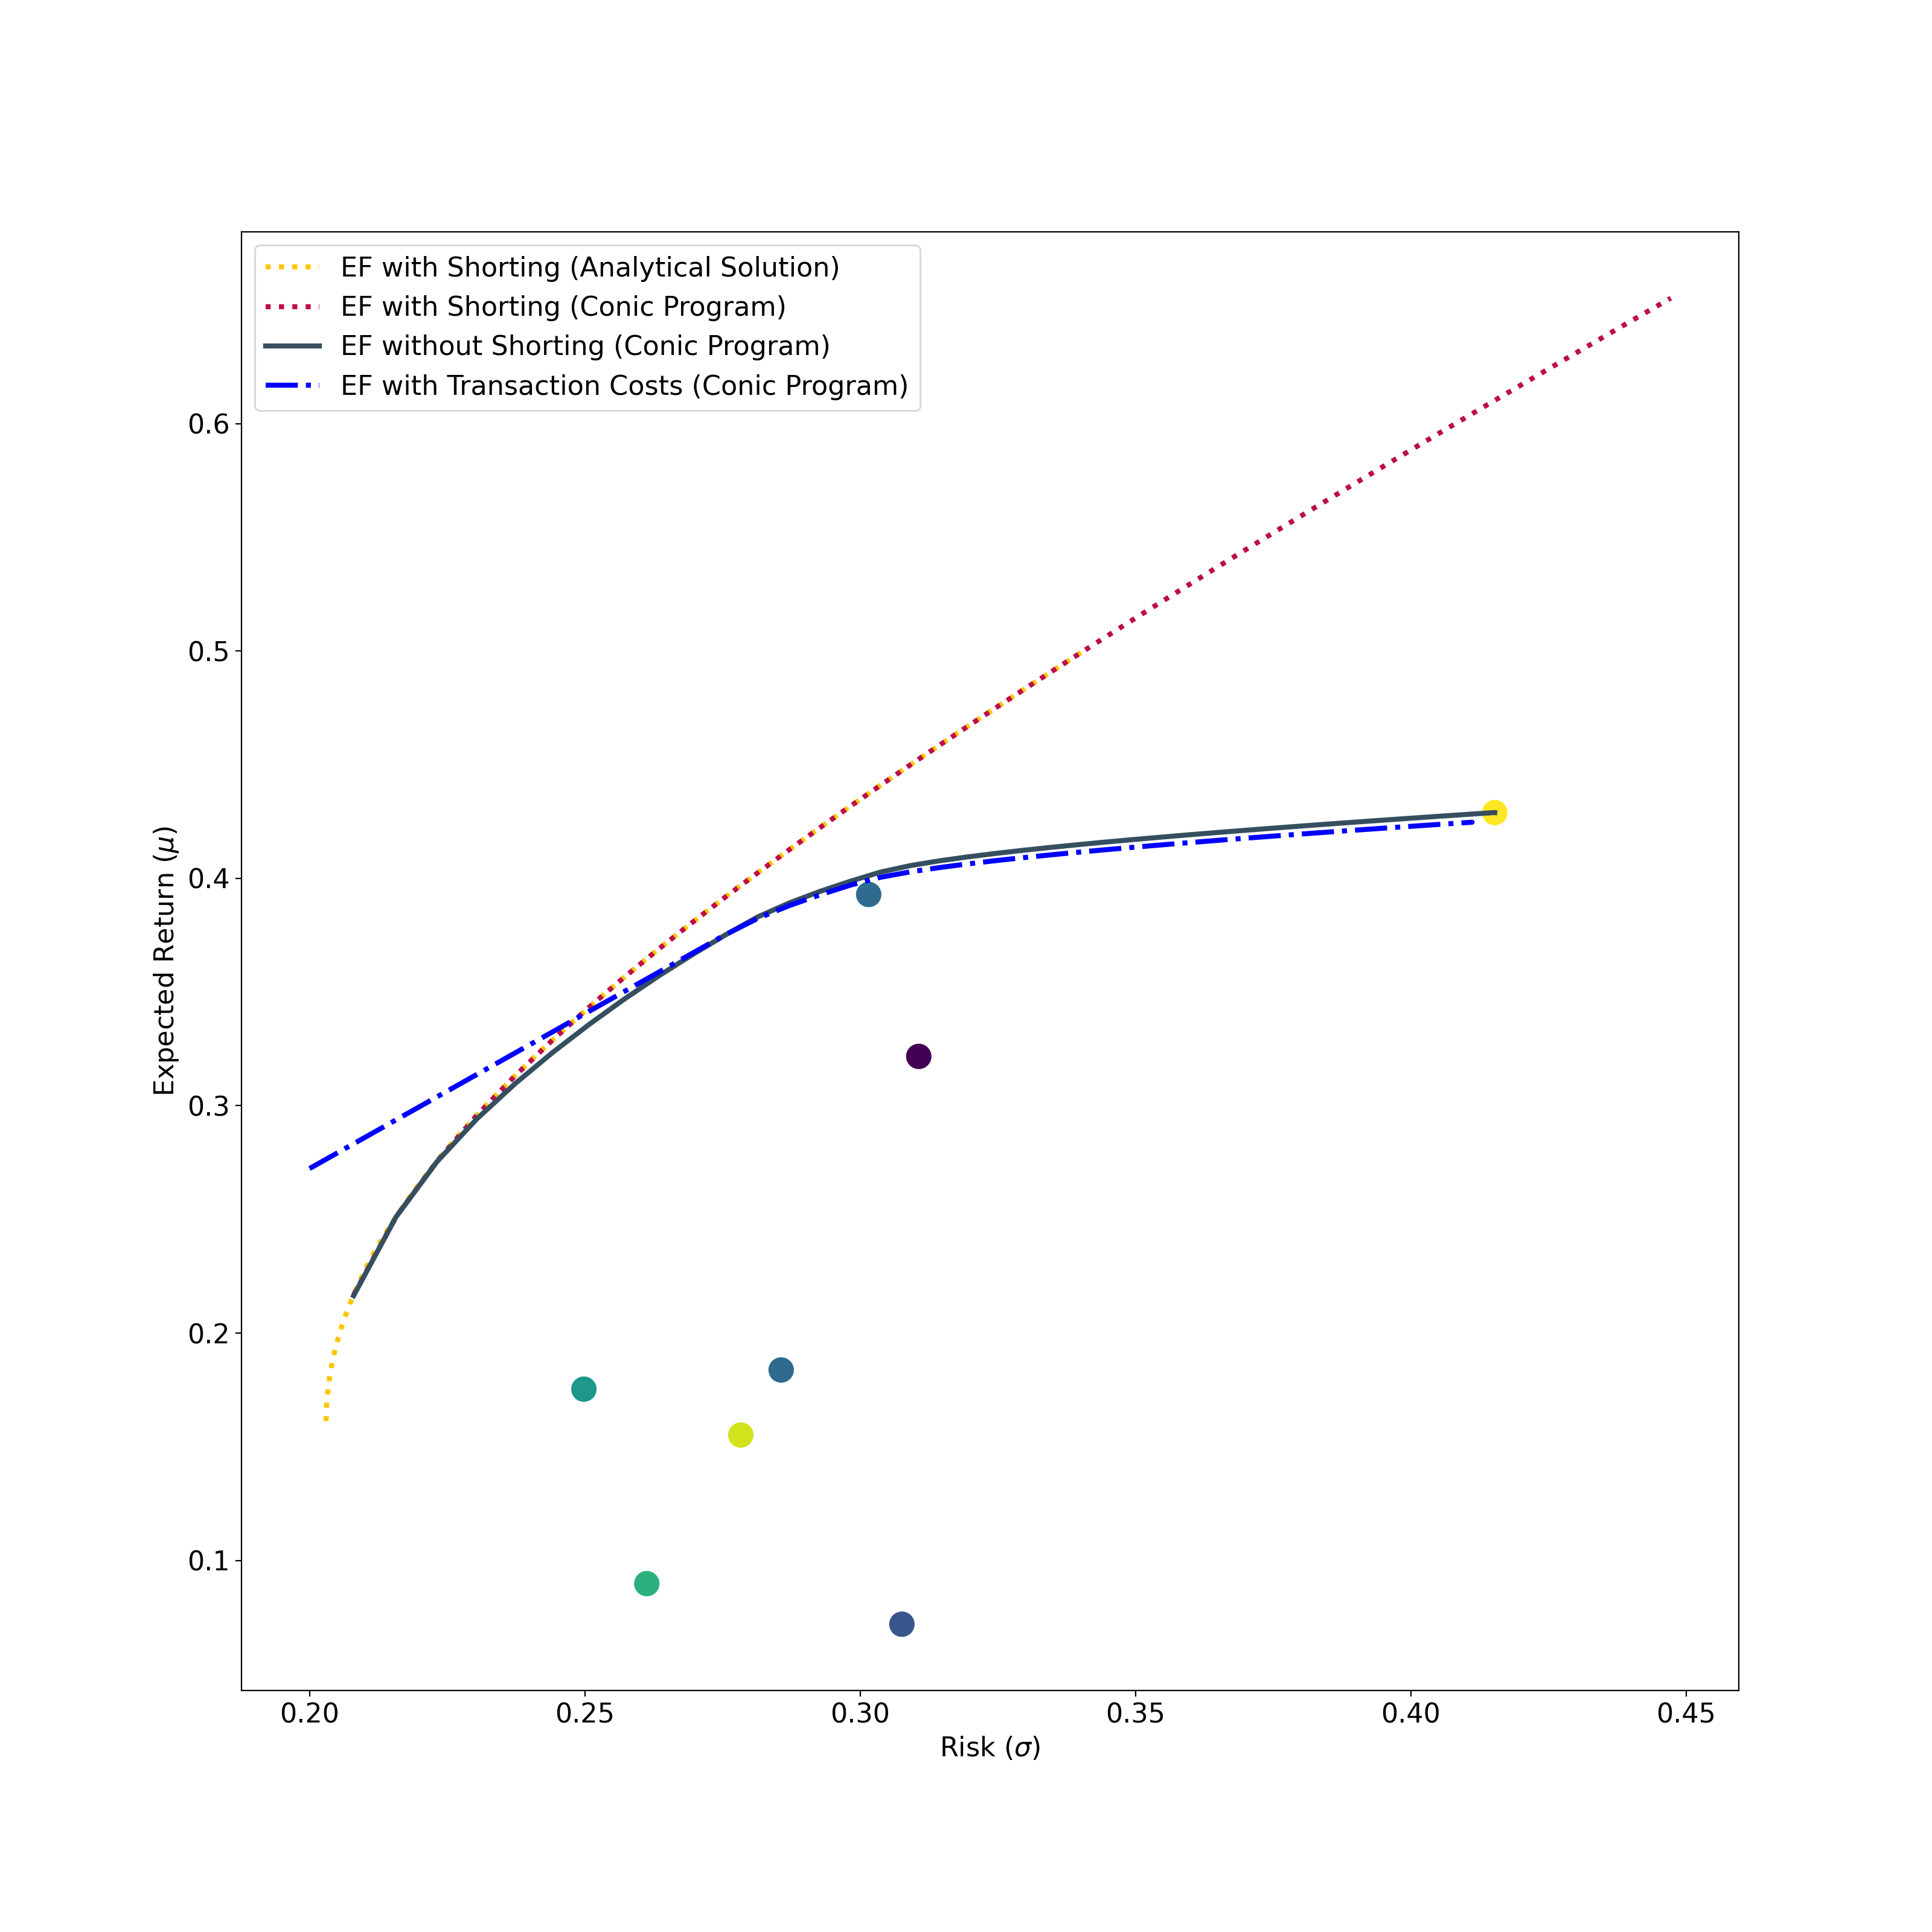 EF with Shorting (Analytical Solution)
EF with Shorting (Conic Program)
EF without Shorting (Conic Program)
EF with Transaction Costs (Conic Program)
0.6
0.5
0.4
0.3
0.2
0.1
Expected Return (μ)
0.20 0.25 0.30 0.35 0.40 0.45
Risk (σ)